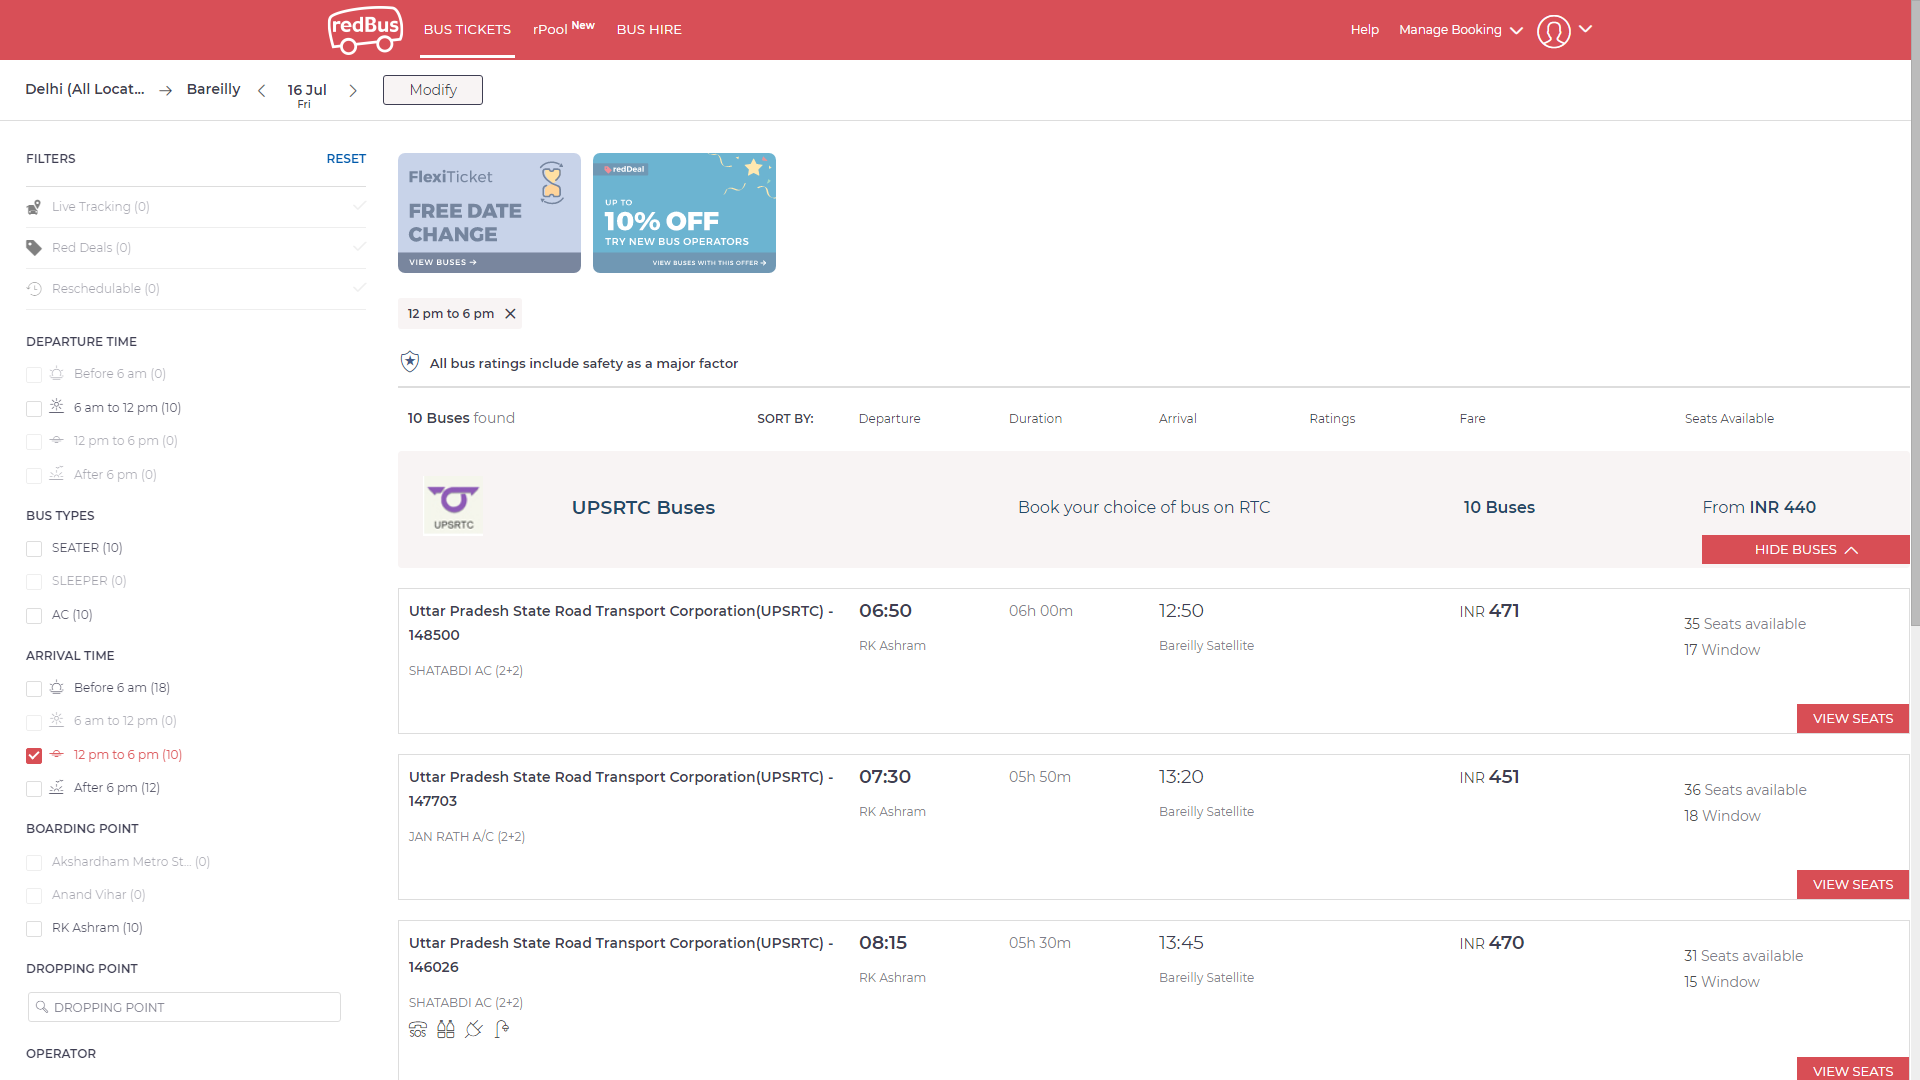 redBus
BUS TICKETS
rPool New
BUS HIRE
Help
Manage Booking
Delhi (All Locat...
Bareilly
16 Jul
Fri
Modify
FILTERS
RESET
Live Tracking (0)
Red Deals (0)
Reschedulable (0)
DEPARTURE TIME
Before 6 am (0)
6 am to 12 pm (10)
12 pm to 6 pm (0)
After 6 pm (0)
BUS TYPES
SEATER (10)
SLEEPER (0)
AC (10)
ARRIVAL TIME
Before 6 am (18)
6 am to 12 pm (0)
12 pm to 6 pm (10)
After 6 pm (12)
BOARDING POINT
Akshardham Metro St... (0)
Anand Vihar (0)
RK Ashram (10)
DROPPING POINT
DROPPING POINT
OPERATOR
FlexiTicket
FREE DATE
CHANGE
VIEW BUSES →
redDeal
UP TO
10% OFF
TRY NEW BUS OPERATORS
VIEW BUSES WITH THIS OFFER →
12 pm to 6 pm
All bus ratings include safety as a major factor
10 Buses found
SORT BY:
Departure
Duration
Arrival
Ratings
Fare
Seats Available
UPSRTC
UPSRTC Buses
Book your choice of bus on RTC
10 Buses
From INR 440
HIDE BUSES
Uttar Pradesh State Road Transport Corporation(UPSRTC) -
148500
SHATABDI AC (2+2)
06:50
RK Ashram
06h 00m
12:50
Bareilly Satellite
INR 471
35 Seats available
17 Window
VIEW SEATS
Uttar Pradesh State Road Transport Corporation(UPSRTC) -
147703
JAN RATH A/C (2+2)
07:30
RK Ashram
05h 50m
13:20
Bareilly Satellite
INR 451
36 Seats available
18 Window
VIEW SEATS
Uttar Pradesh State Road Transport Corporation(UPSRTC) -
146026
SHATABDI AC (2+2)
SOS
08:15
RK Ashram
05h 30m
13:45
Bareilly Satellite
INR 470
31 Seats available
15 Window
VIEW SEATS